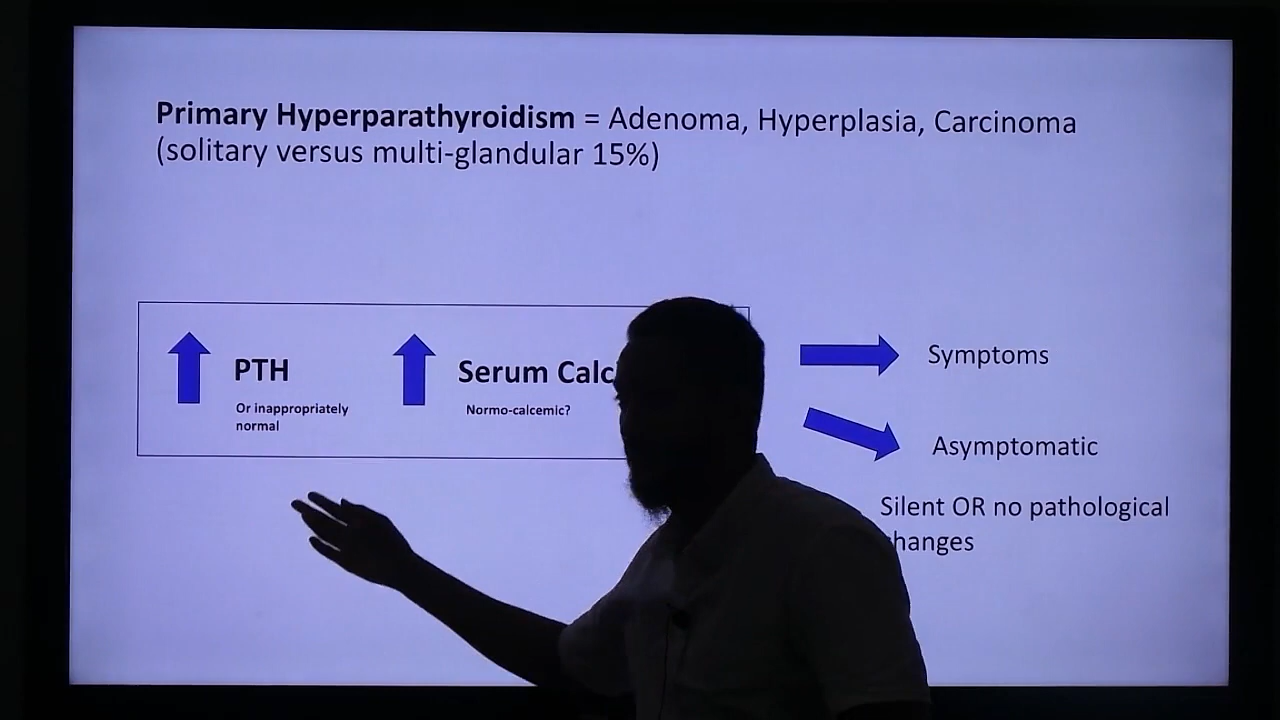 Primary Hyperparathyroidism = Adenoma, Hyperplasia, Carcinoma
(solitary versus multi-glandular 15%)
PTH
Serum Calc
Or inappropriately
normal
Normo-calcemic?
Symptoms
Asymptomatic
Silent OR no pathological
hanges